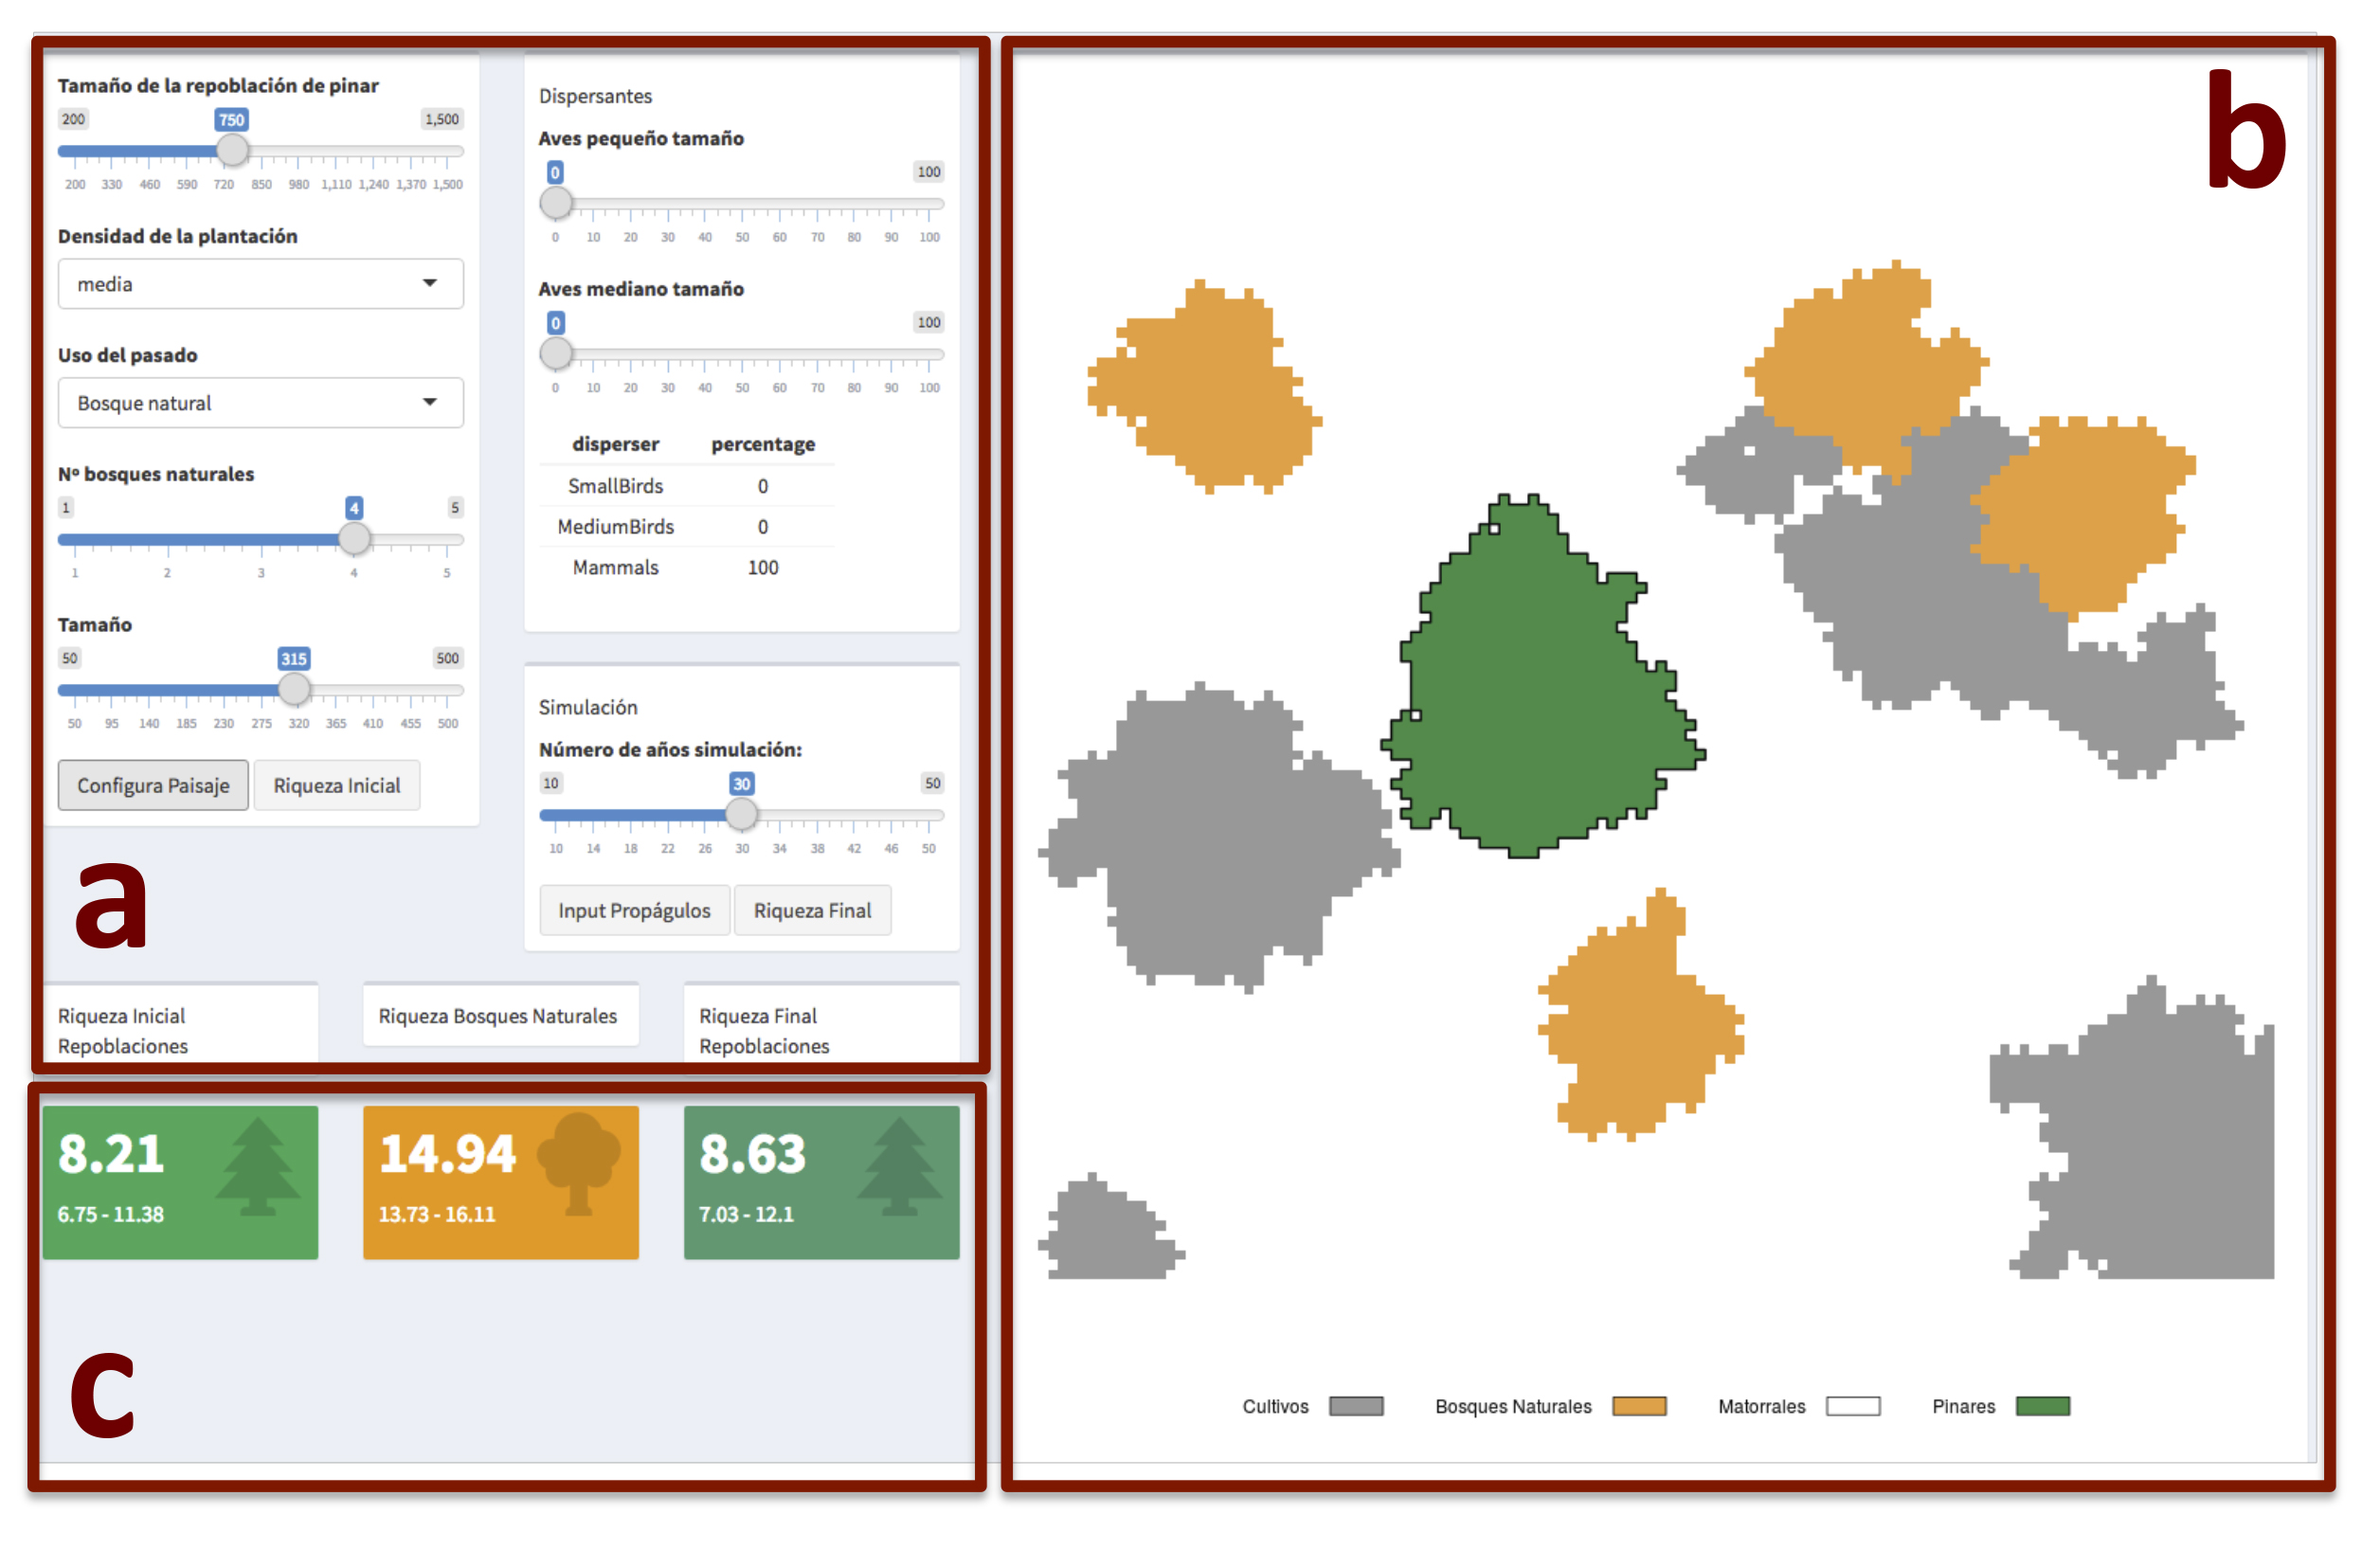 Tamaño de la repoblación de pinar
200 750 1,500
200 330 460 590 720 850 980 1,110 1,240 1,370 1,500
Densidad de la plantación
media
Uso del pasado
Bosque natural
Nº bosques naturales
1 4 5
1 2 3 4 5
Tamaño
50 315 500
50 95 140 185 230 275 320 365 410 455 500
Configura Paisaje Riqueza Inicial
a
Dispersantes
Aves pequeño tamaño
0 100
0 10 20 30 40 50 60 70 80 90 100
Aves mediano tamaño
0 100
0 10 20 30 40 50 60 70 80 90 100
disperser percentage
SmallBirds 0
MediumBirds 0
Mammals 100
Simulación
Número de años simulación:
10 30 50
10 14 18 22 26 30 34 38 42 46 50
Input Propágulos Riqueza Final
Riqueza Inicial
Repoblaciones
Riqueza Bosques Naturales
Riqueza Final
Repoblaciones
8.21
6.75 - 11.38
14.94
13.73 - 16.11
8.63
7.03 - 12.1
c
b
Cultivos Bosques Naturales Matorrales Pinares